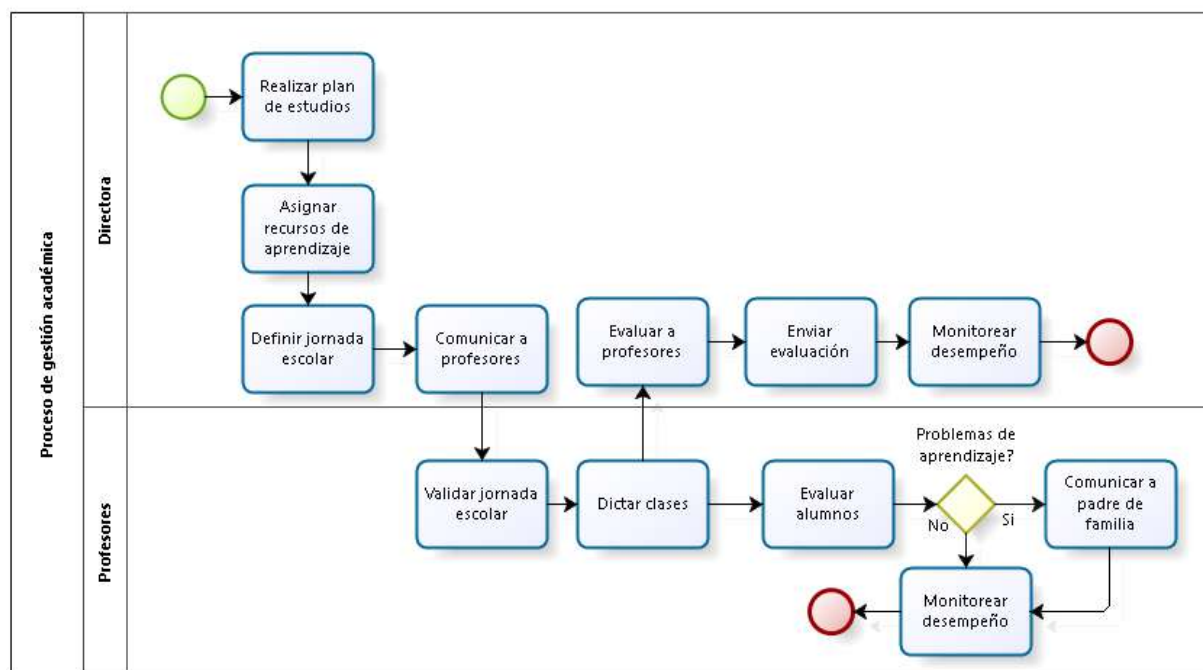 Proceso de gestión académica
Directora
Realizar plan
de estudios
Asignar
recursos de
aprendizaje
Definir jornada
escolar
Comunicar a
profesores
Evaluar a
profesores
Enviar
evaluación
Monitorear
desempeño
Profesores
Validar jornada
escolar
Dictar clases
Evaluar
alumnos
Problemas de
aprendizaje?
No
Si
Comunicar a
padre de
familia
Monitorear
desempeño